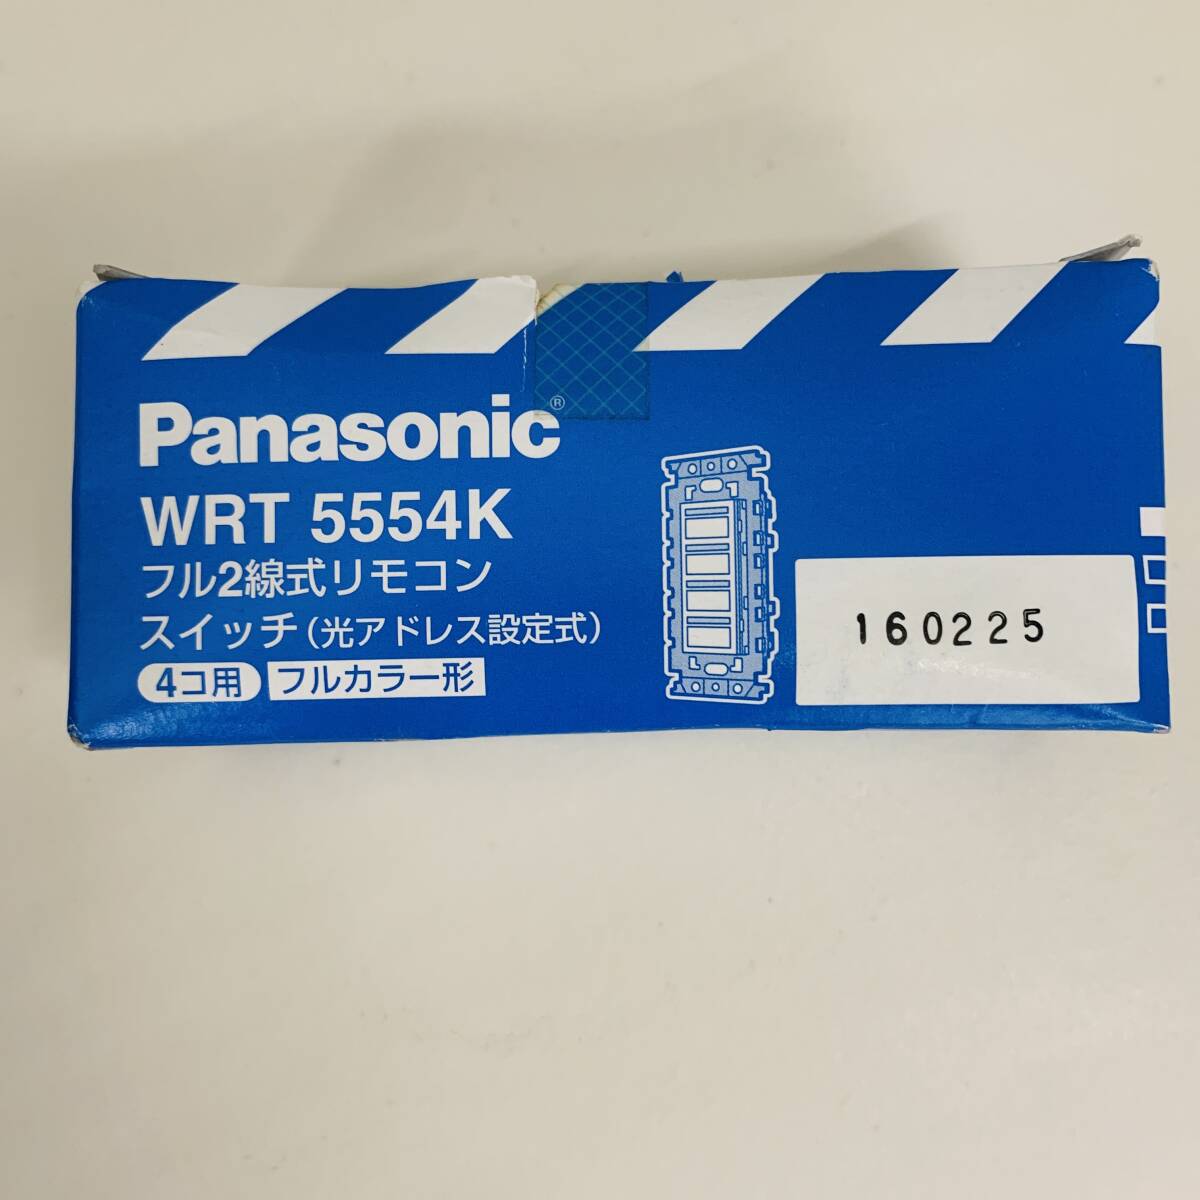 Panasonic®
WRT 5554K
フル2線式リモコン
スイッチ(光アドレス設定式)
4コ用 フルカラー形
160225